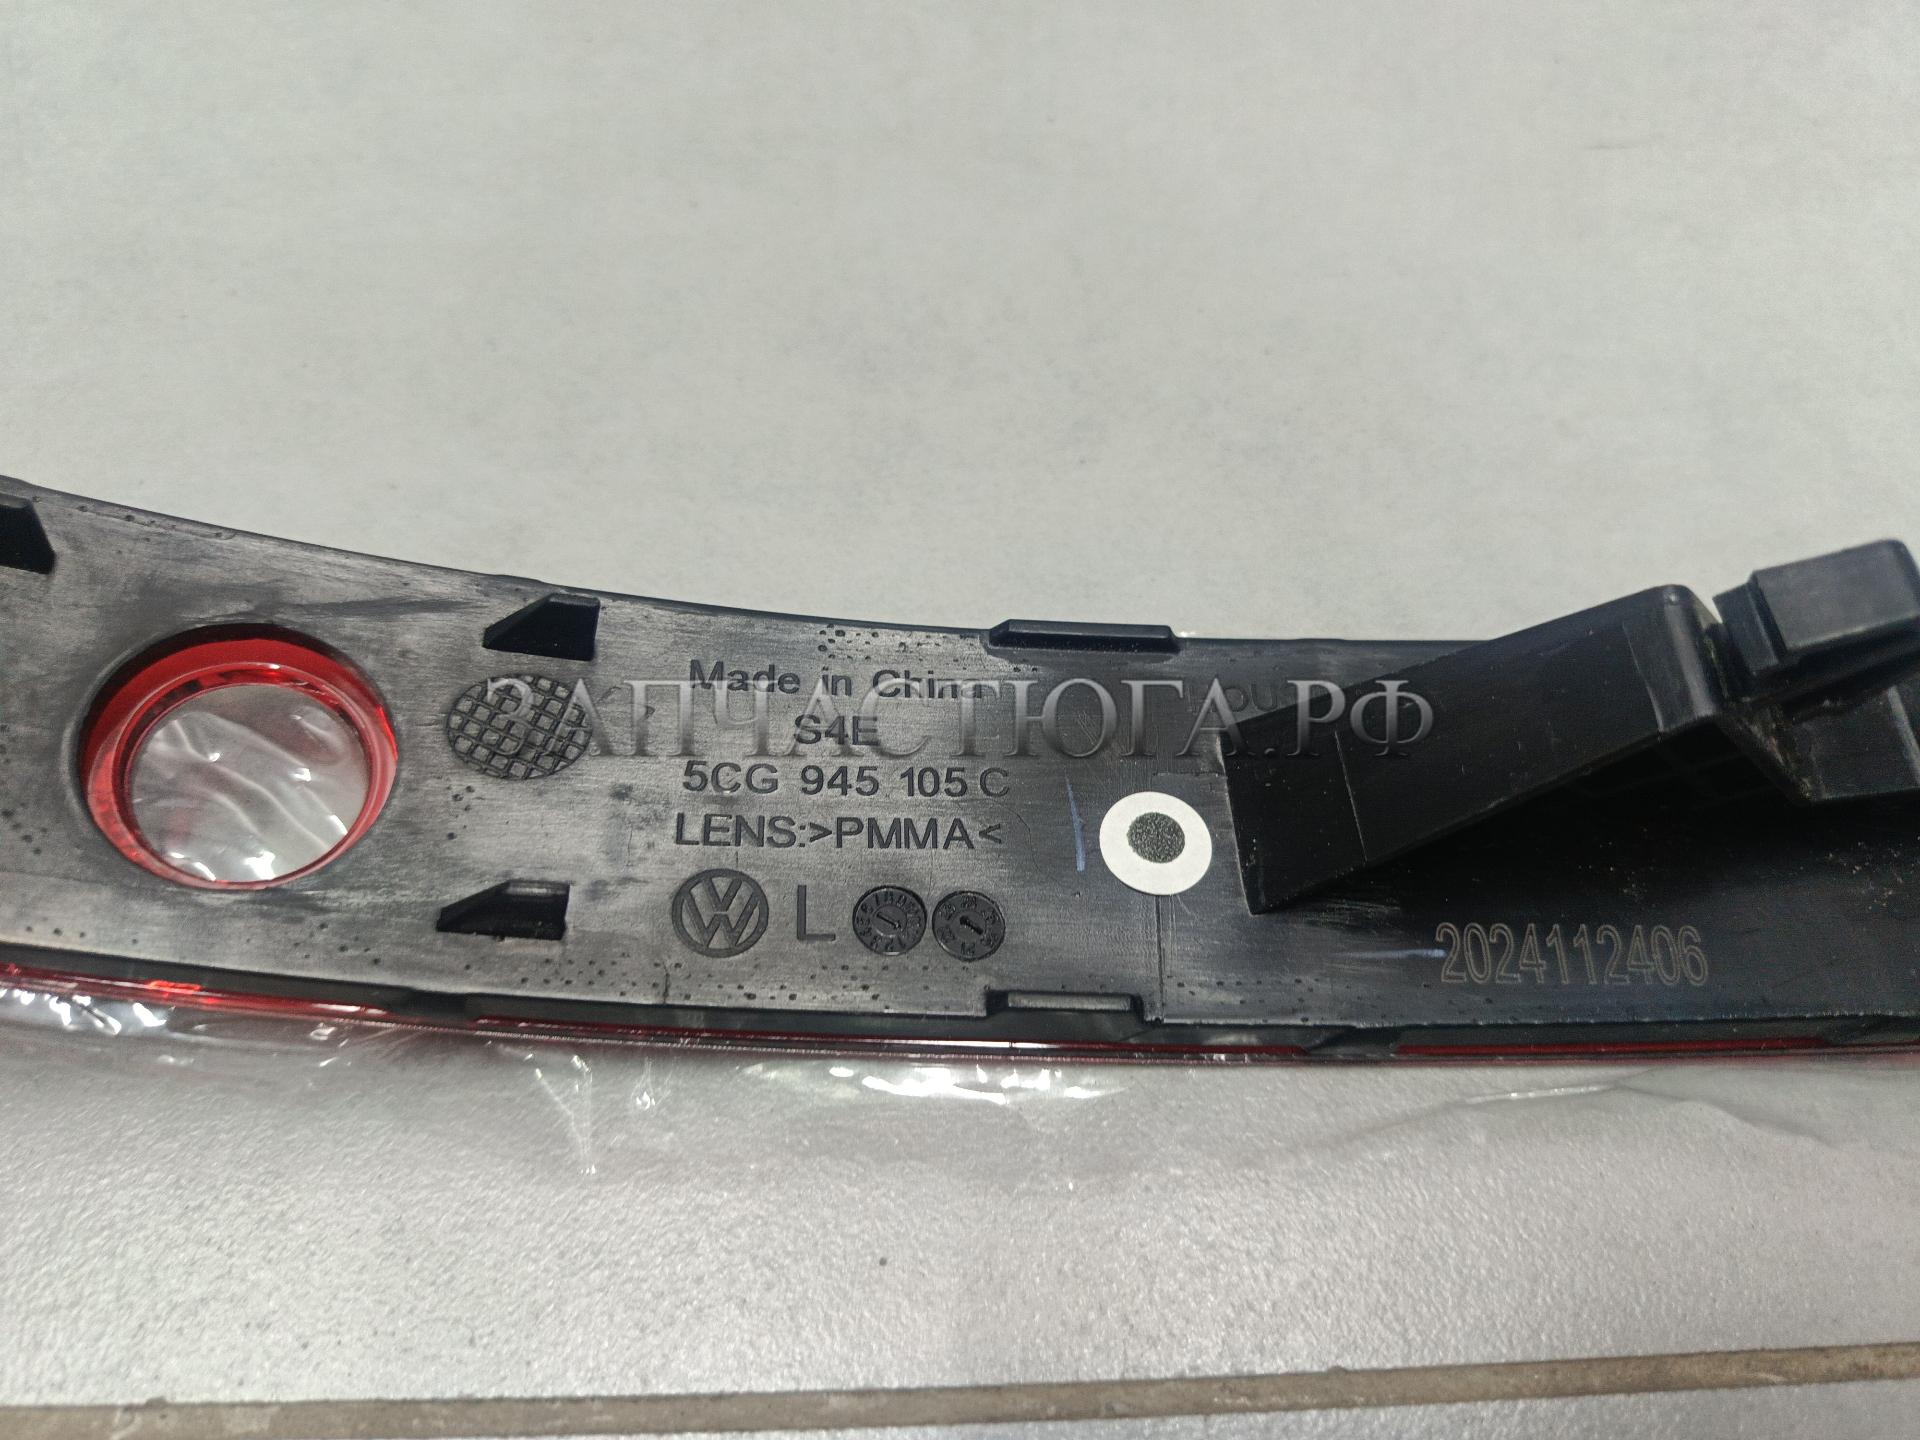 Made in China
S4E
5CG 945 105 C
LENS:>PMMA<
L
2024112406
ЗАПЧАСТЮГА.РФ